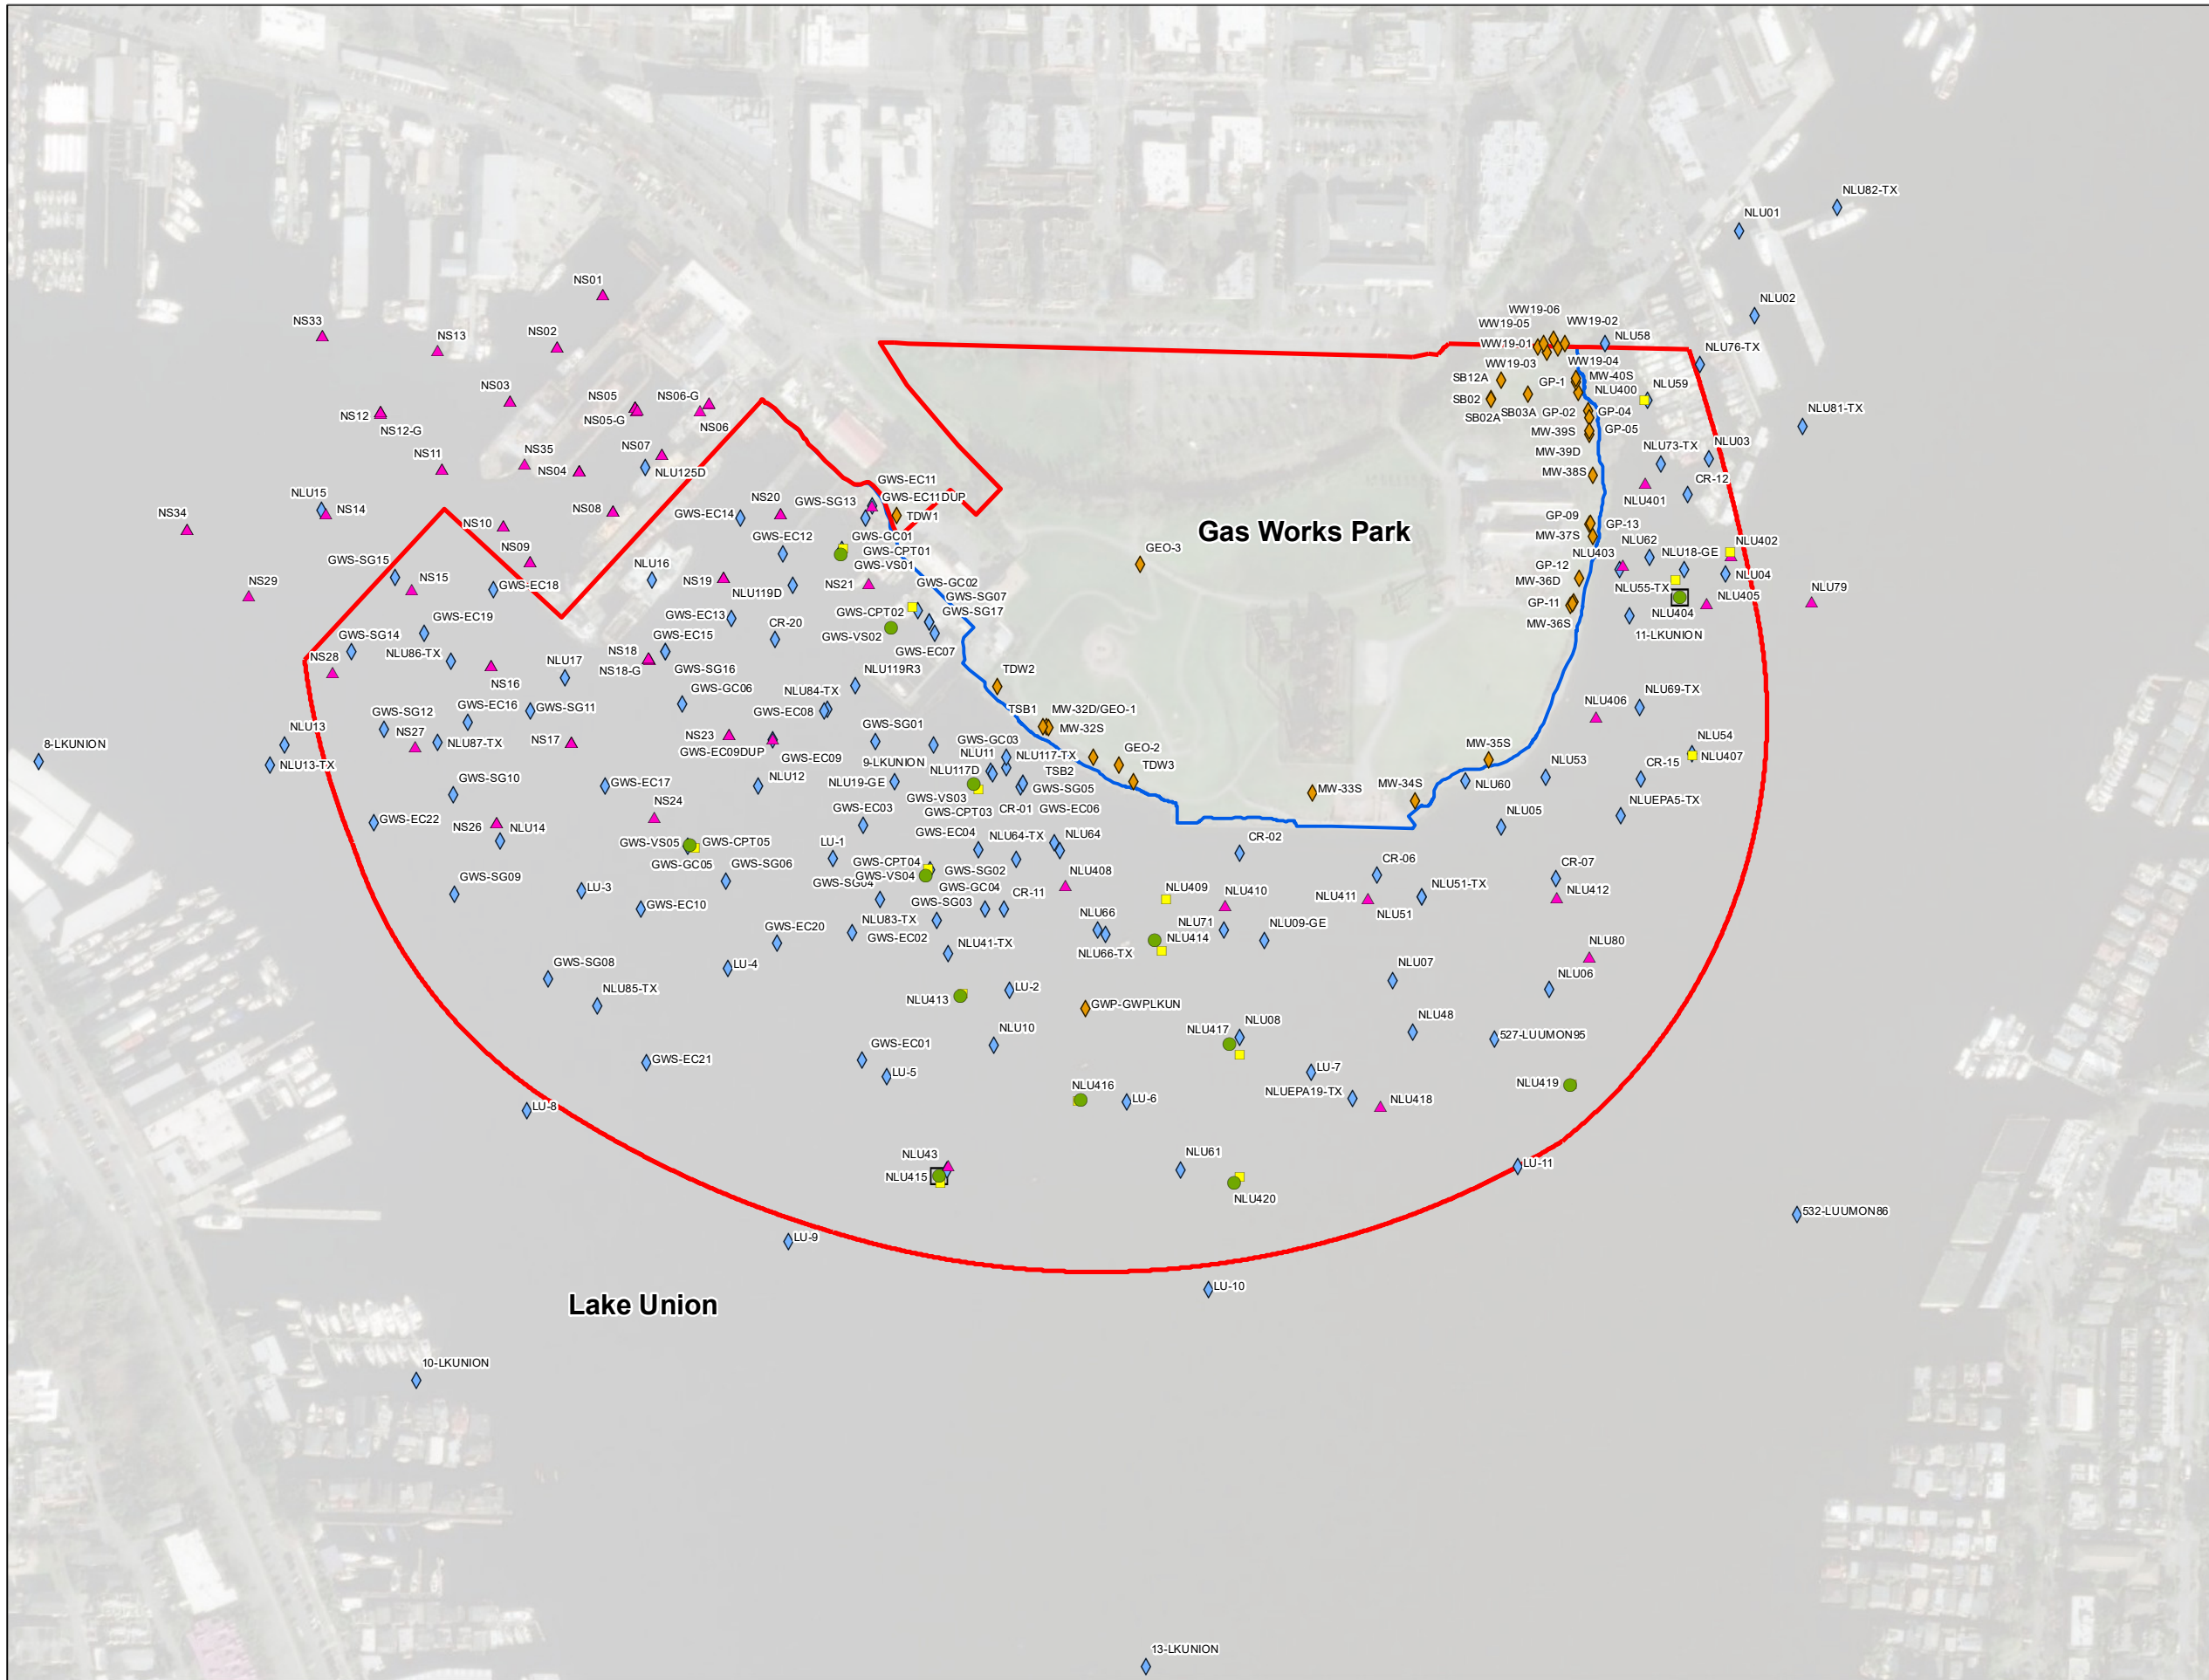 NLU82-TX
NLU01
NS01
NLU02
WW19-06
NS33
WW19-05
WW19-02
NS13
NS02
NLU58
WW19-01
NLU76-TX
WW19-03
WW19-04
SB12A
GP-1
MW-40S
NS03
NLU400
NLU59
NS05
NS06-G
SB02
SB03A
GP-02
GP-04
NS12
SB02A
NS05-G
NS06
GP-05
NLU81-TX
NS12-G
MW-39S
NS07
NLU73-TX
NLU03
NS35
NS11
MW-39D
NS04
NLU125D
MW-38S
CR-12
GWS-EC11
NLU15
NS20
GWS-SG13
GWS-EC11DUP
NLU401
NS14
NS08
GWS-EC14
TDW1
NS34
NS10
GP-09
GP-13
Gas Works Park
GWS-GC01
MW-37S
GWS-EC12
NLU62
NLU402
NS09
GEO-3
GWS-CPT01
NLU403
NLU18-GE
GWS-SG15
GWS-VS01
GP-12
NLU16
NS15
NS19
NS21
GWS-GC02
MW-36D
NLU04
NS29
GWS-EC18
NLU119D
NLU55-TX
NLU79
GWS-SG07
GP-11
NLU405
GWS-CPT02
GWS-SG17
NLU404
GWS-EC19
GWS-EC13
MW-36S
CR-20
GWS-VS02
11-LKUNION
GWS-SG14
GWS-EC15
GWS-EC07
NLU86-TX
NS18
NS28
NLU17
NS18-G
GWS-SG16
NLU119R3
TDW2
NS16
GWS-GC06
NLU84-TX
NLU69-TX
GWS-SG12
GWS-EC16
GWS-SG11
GWS-EC08
TSB1
MW-32D/GEO-1
NLU406
NLU13
NS27
GWS-SG01
MW-32S
8-LKUNION
NLU87-TX
NS17
NS23
GWS-GC03
MW-35S
NLU54
GWS-EC09DUP
GWS-EC09
NLU11
NLU117-TX
GEO-2
NLU407
NLU13-TX
9-LKUNION
NLU117D
TSB2
NLU53
CR-15
GWS-SG10
GWS-EC17
NLU12
NLU19-GE
TDW3
NLU60
GWS-SG05
MW-33S
MW-34S
GWS-VS03
NLUEPA5-TX
NS24
GWS-EC03
CR-01
GWS-EC06
GWS-CPT03
NLU05
GWS-EC22
NS26
NLU14
GWS-EC04
NLU64-TX
NLU64
CR-02
GWS-VS05
GWS-CPT05
LU-1
GWS-GC05
GWS-SG06
GWS-CPT04
GWS-SG02
CR-06
CR-07
GWS-VS04
NLU408
GWS-SG09
LU-3
GWS-SG04
GWS-GC04
CR-11
NLU409
NLU410
NLU411
NLU51-TX
NLU412
GWS-EC10
GWS-SG03
NLU51
NLU83-TX
NLU66
NLU71
GWS-EC20
GWS-EC02
NLU414
NLU09-GE
NLU41-TX
NLU66-TX
NLU80
GWS-SG08
LU-4
NLU07
NLU06
NLU85-TX
LU-2
NLU413
GWP-GWPLKUN
NLU10
NLU417
NLU08
NLU48
527-LUUMON95
GWS-EC21
GWS-EC01
LU-5
LU-7
NLU419
NLU416
NLUEPA19-TX
LU-6
NLU418
LU-8
NLU43
NLU61
LU-11
NLU415
NLU420
532-LUUMON86
LU-9
LU-10
Lake Union
10-LKUNION
13-LKUNION